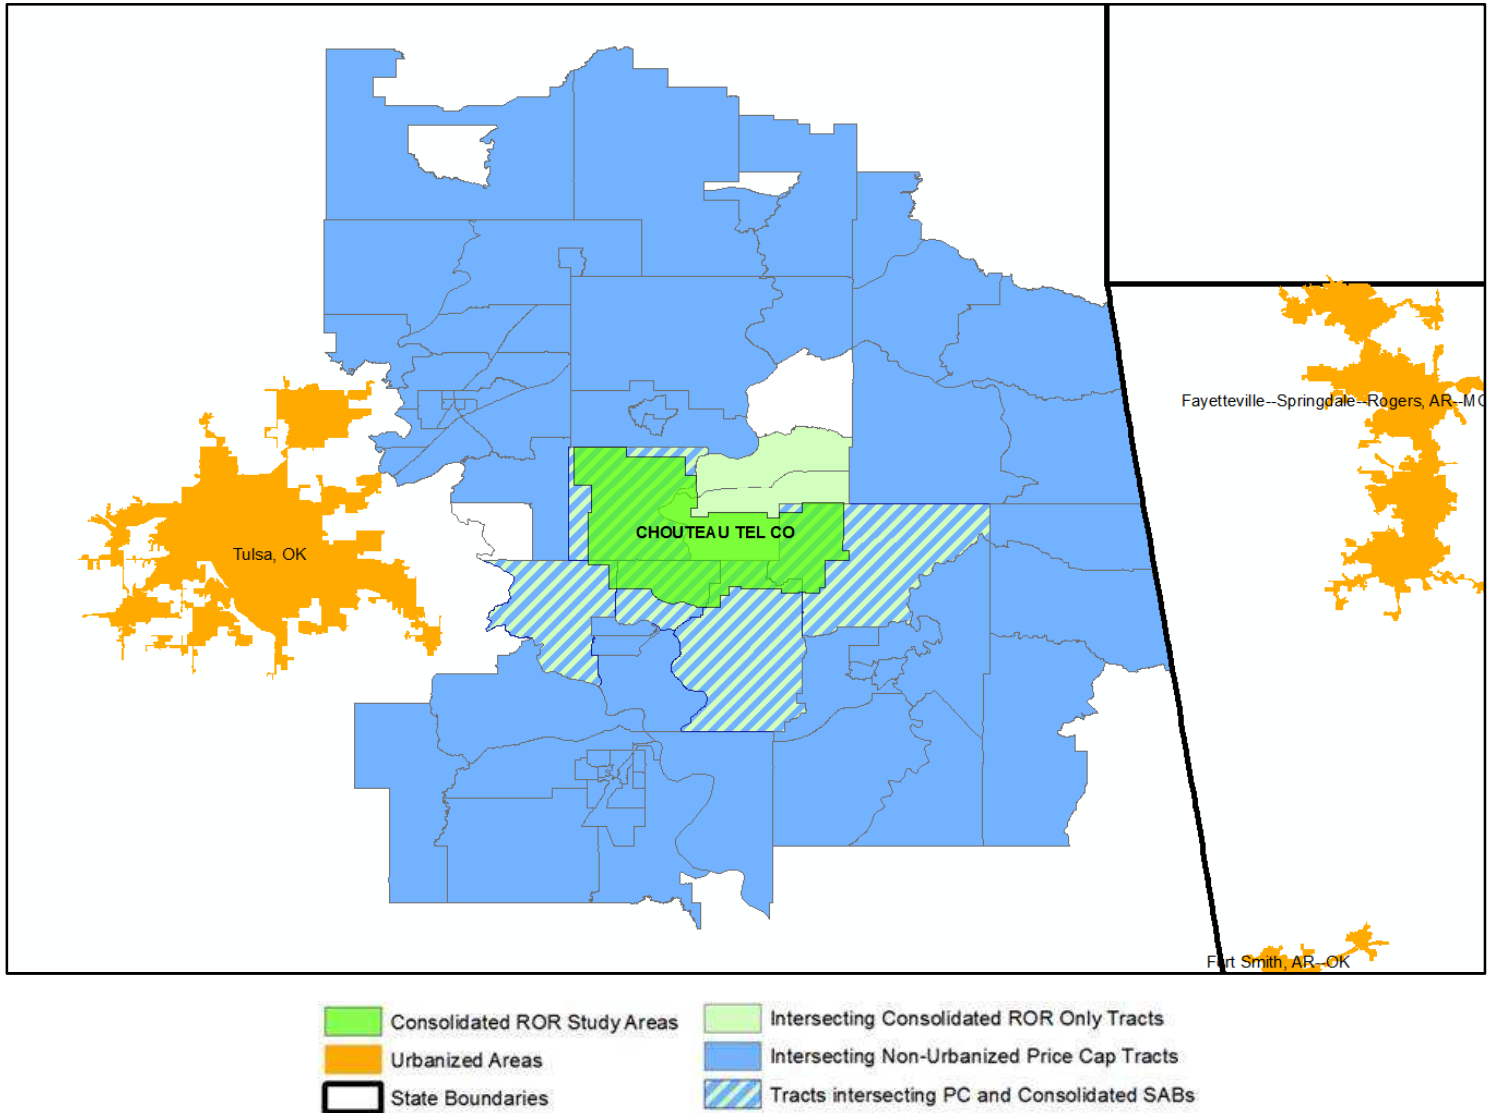 Fayetteville--Springdale--Rogers, AR--MO
CHOUTEAU TEL CO
Tulsa, OK
Fort Smith, AR--OK
Consolidated ROR Study Areas
Urbanized Areas
State Boundaries
Intersecting Consolidated ROR Only Tracts
Intersecting Non-Urbanized Price Cap Tracts
Tracts intersecting PC and Consolidated SABs